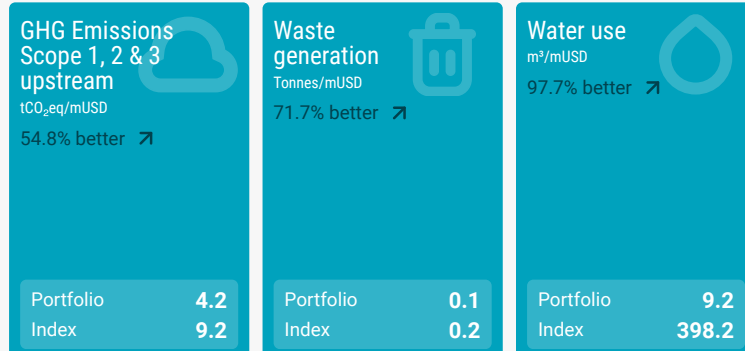 GHG Emissions
Scope 1, 2 & 3
upstream
tCO₂eq/mUSD
54.8% better
Portfolio 4.2
Index 9.2
Waste
generation
Tonnes/mUSD
71.7% better
Portfolio 0.1
Index 0.2
Water use
m³/mUSD
97.7% better
Portfolio 9.2
Index 398.2